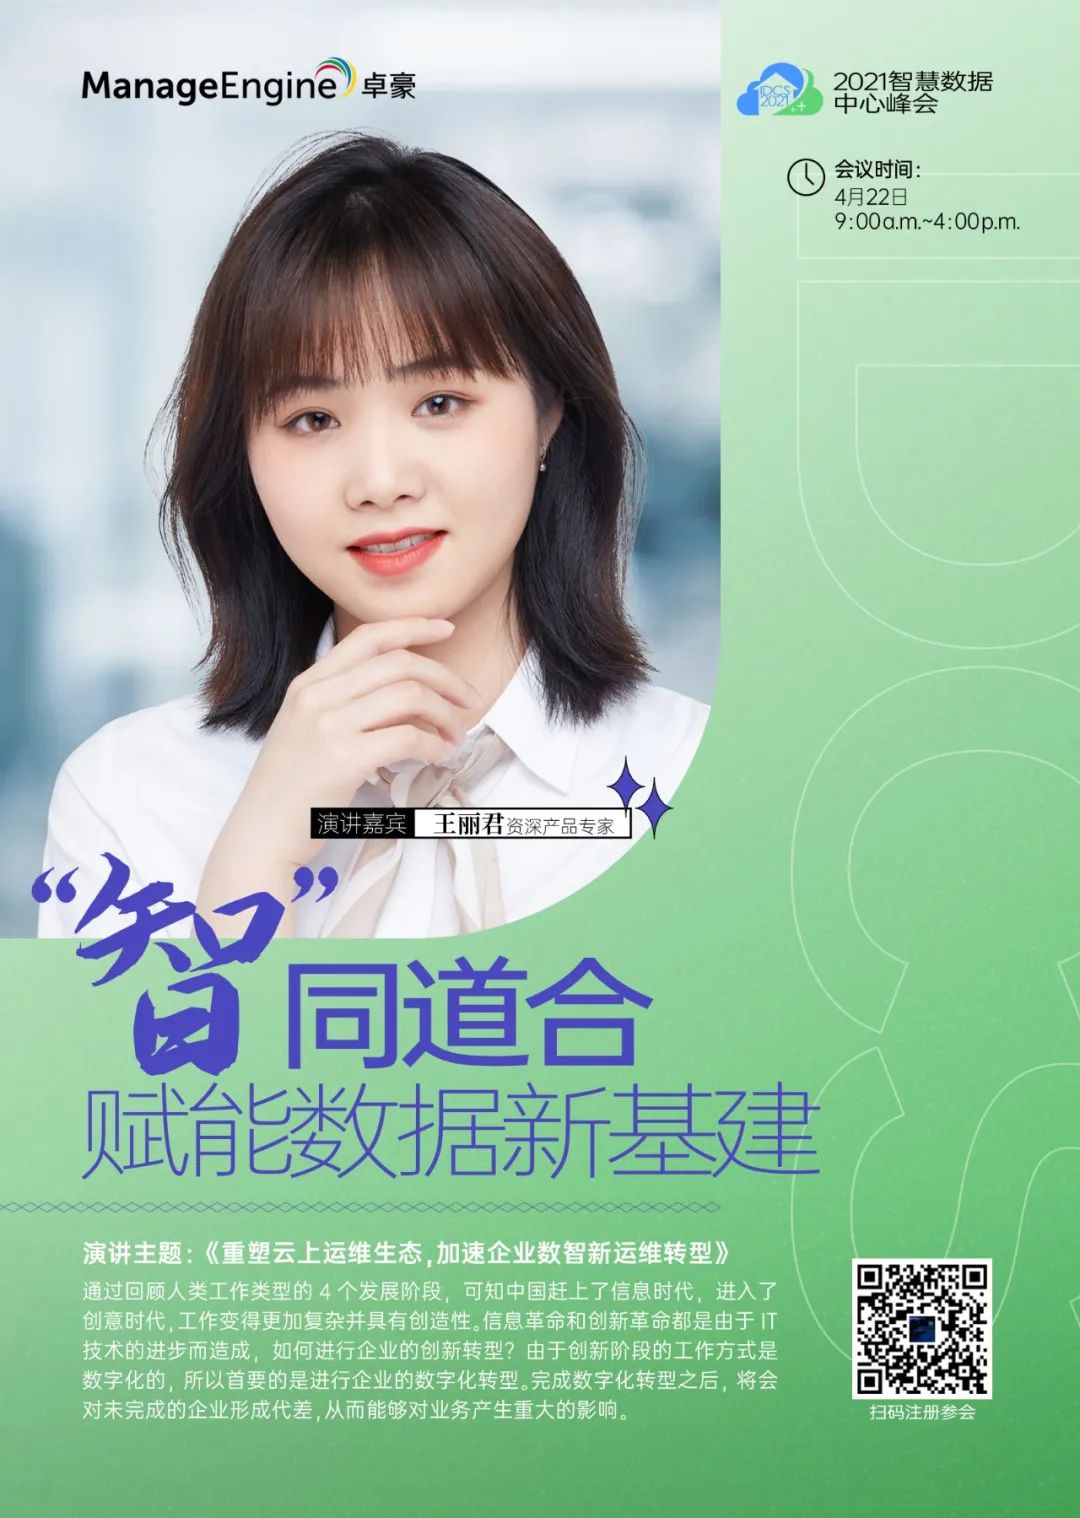 ManageEngine 卓豪
IDCS
2021
2021智慧数据
中心峰会
会议时间：
4月22日
9:00a.m.~4:00p.m.
IDCS
演讲嘉宾 王丽君资深产品专家
“智”同道合
赋能数据新基建
演讲主题：《重塑云上运维生态,加速企业数智新运维转型》
通过回顾人类工作类型的 4 个发展阶段，可知中国赶上了信息时代，进入了
创意时代,工作变得更加复杂并具有创造性。信息革命和创新革命都是由于 IT
技术的进步而造成，如何进行企业的创新转型？由于创新阶段的工作方式是
数字化的，所以首要的是进行企业的数字化转型。完成数字化转型之后，将会
对未完成的企业形成代差,从而能够对业务产生重大的影响。
扫码注册参会